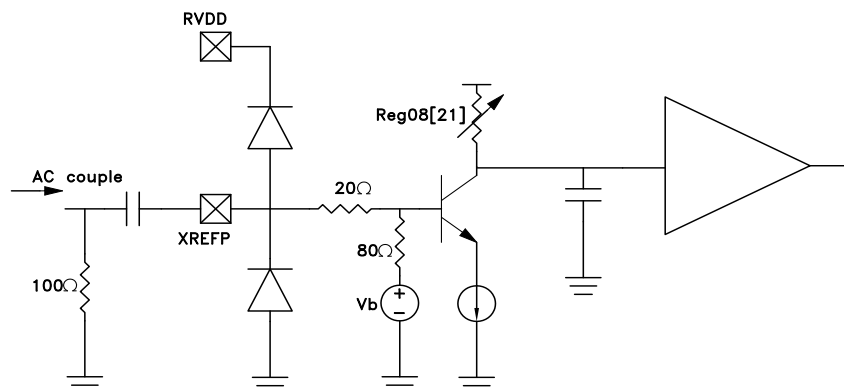 RVDD
Reg08[21]
AC couple
20Ω
XREFP
80Ω
100Ω
Vb
+
−